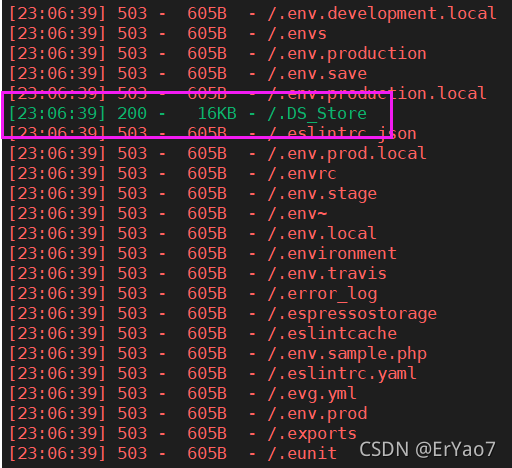 [23:06:39] 503 -  605B  - /.env.development.local
[23:06:39] 503 -  605B  - /.envs
[23:06:39] 503 -  605B  - /.env.production
[23:06:39] 503 -  605B  - /.env.save
[23:06:39] 503 -  605B  - /.env.production.local
[23:06:39] 200 -   16KB - /.DS_Store
[23:06:39] 503 -  605B  - /.eslintrc.json
[23:06:39] 503 -  605B  - /.env.prod.local
[23:06:39] 503 -  605B  - /.envrc
[23:06:39] 503 -  605B  - /.env.stage
[23:06:39] 503 -  605B  - /.env~
[23:06:39] 503 -  605B  - /.env.local
[23:06:39] 503 -  605B  - /.environment
[23:06:39] 503 -  605B  - /.env.travis
[23:06:39] 503 -  605B  - /.error_log
[23:06:39] 503 -  605B  - /.espressostorage
[23:06:39] 503 -  605B  - /.eslintcache
[23:06:39] 503 -  605B  - /.env.sample.php
[23:06:39] 503 -  605B  - /.eslintrc.yaml
[23:06:39] 503 -  605B  - /.evg.yml
[23:06:39] 503 -  605B  - /.env.prod
[23:06:39] 503 -  605B  - /.exports
[23:06:39] 503 -  605B  - /.eunit
CSDN @ErYao7